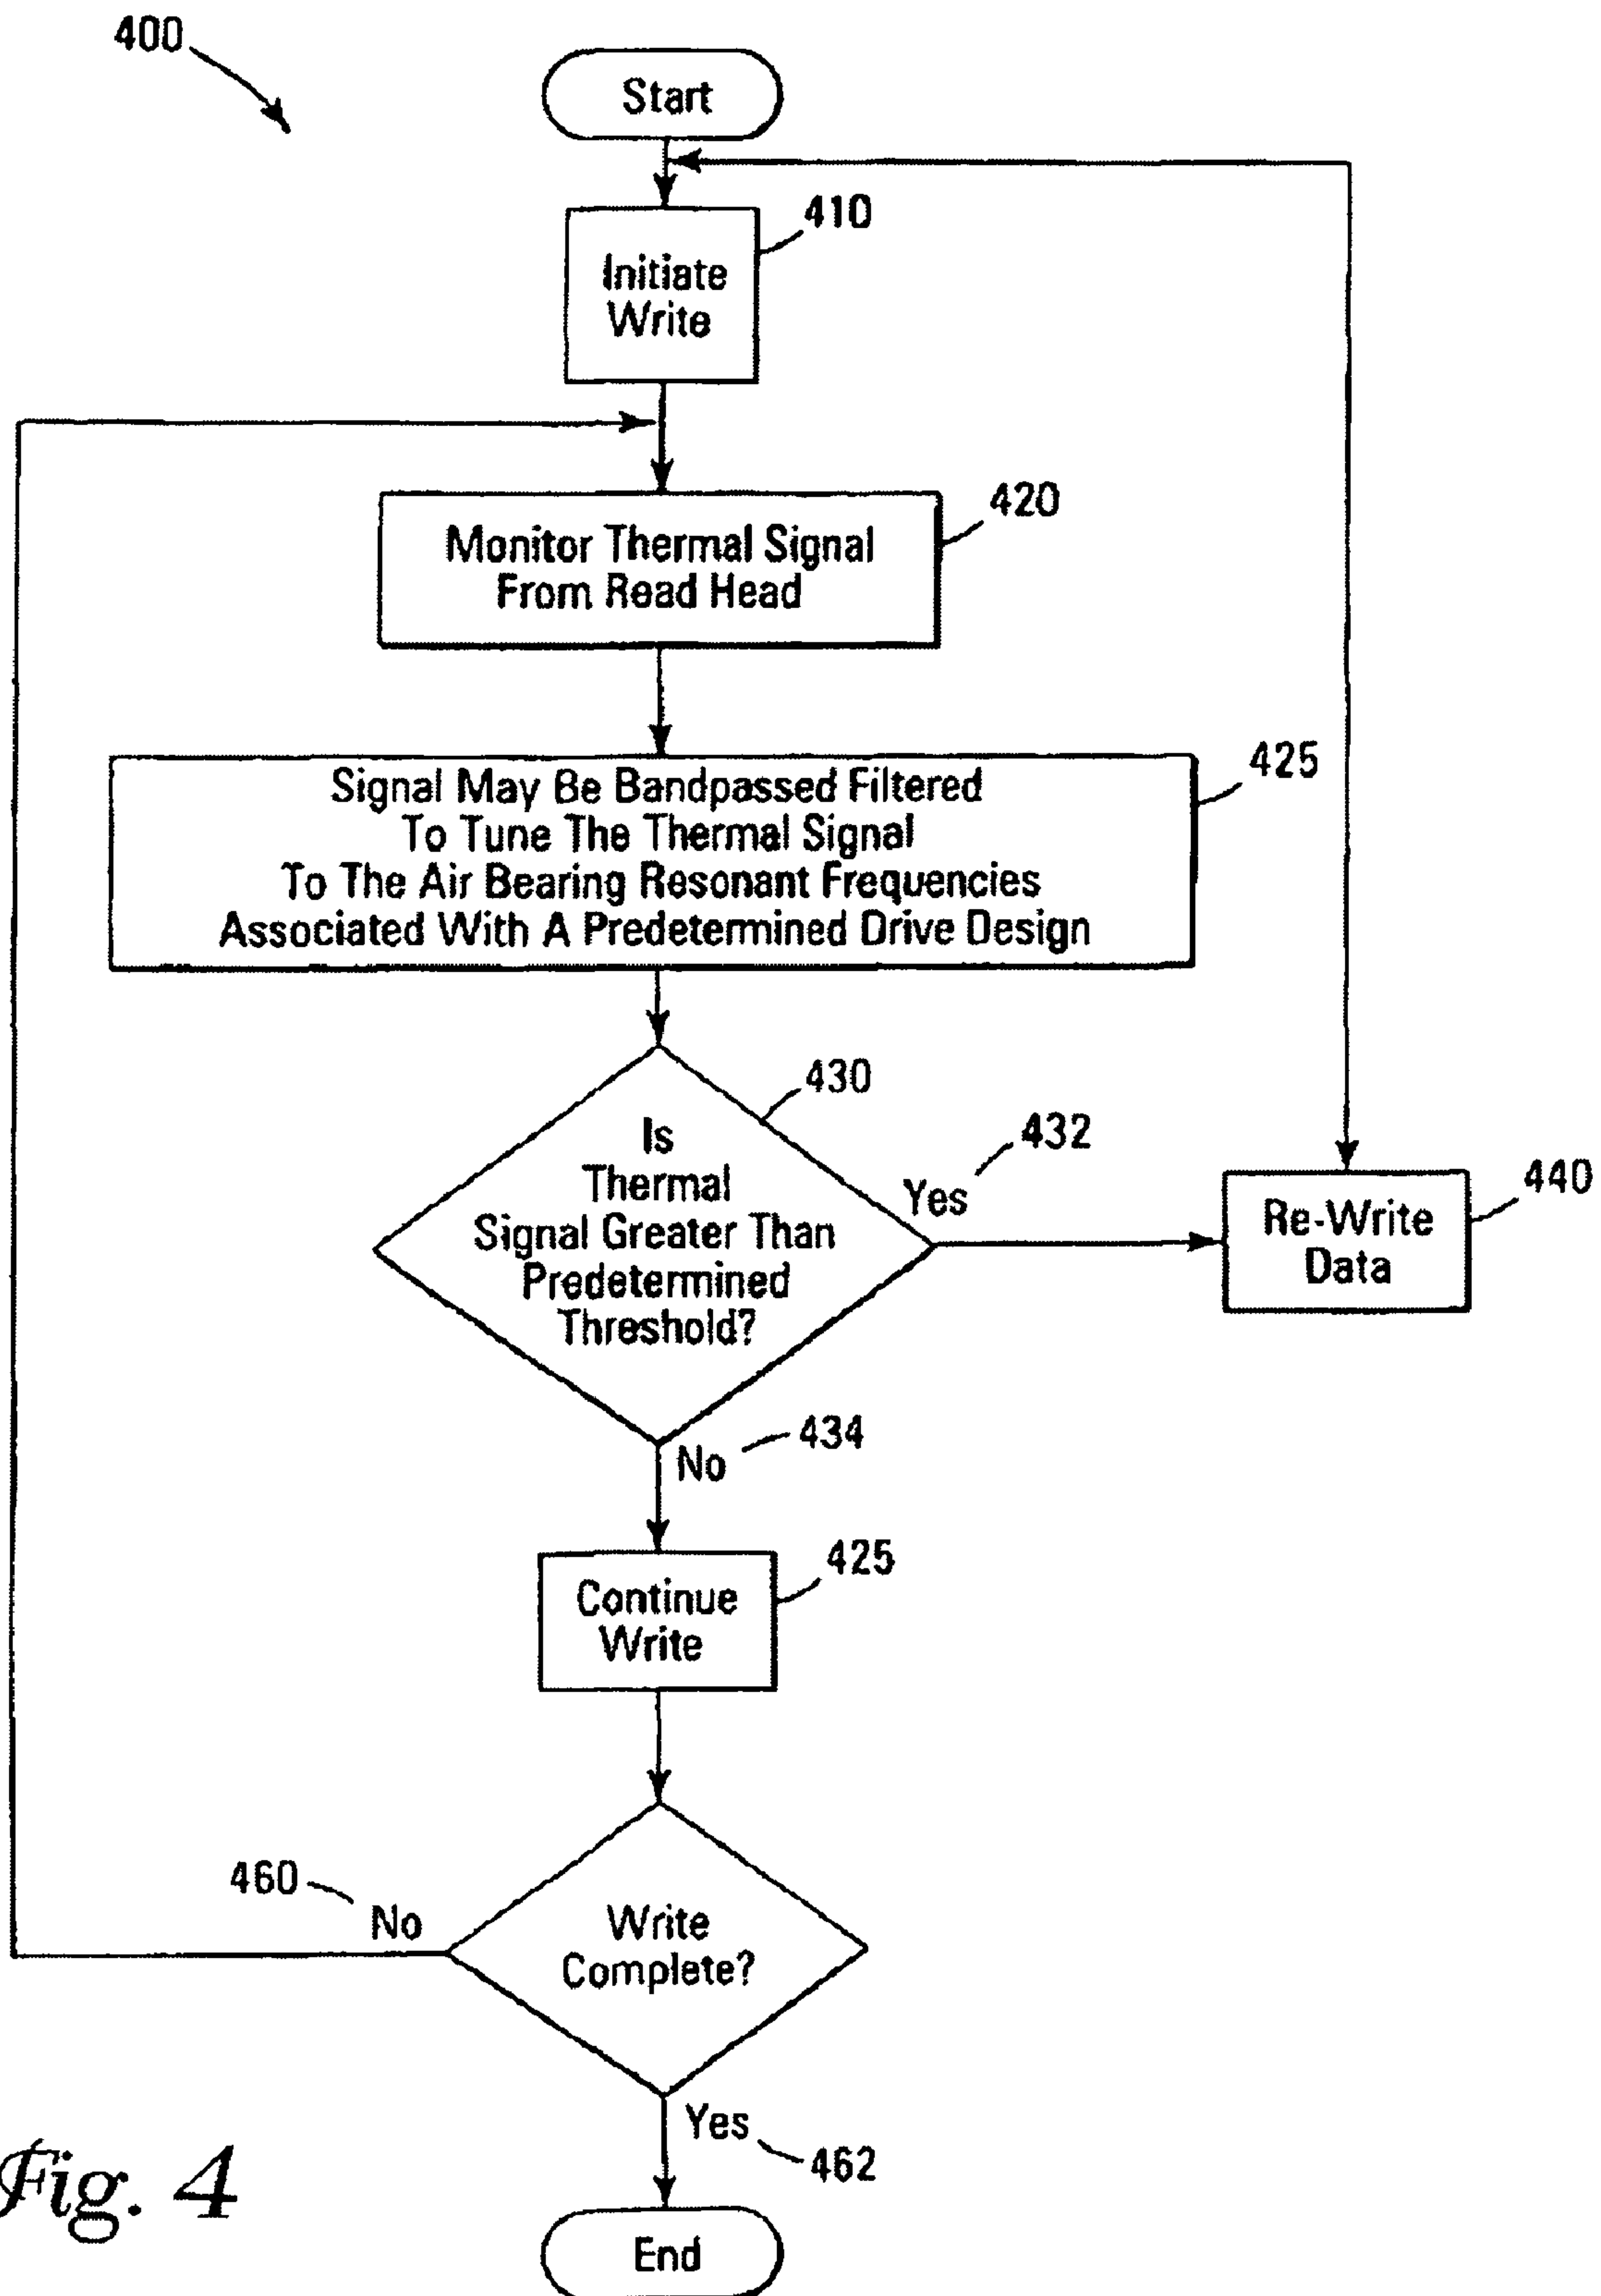 400
Start
410
Initiate
Write
420
Monitor Thermal Signal
From Read Head
425
Signal May Be Bandpassed Filtered
To Tune The Thermal Signal
To The Air Bearing Resonant Frequencies
Associated With A Predetermined Drive Design
430
Is
Thermal
Signal Greater Than
Predetermined
Threshold?
432
Yes
440
Re-Write
Data
434
No
425
Continue
Write
460
No
Write
Complete?
Yes
462
Fig. 4
End